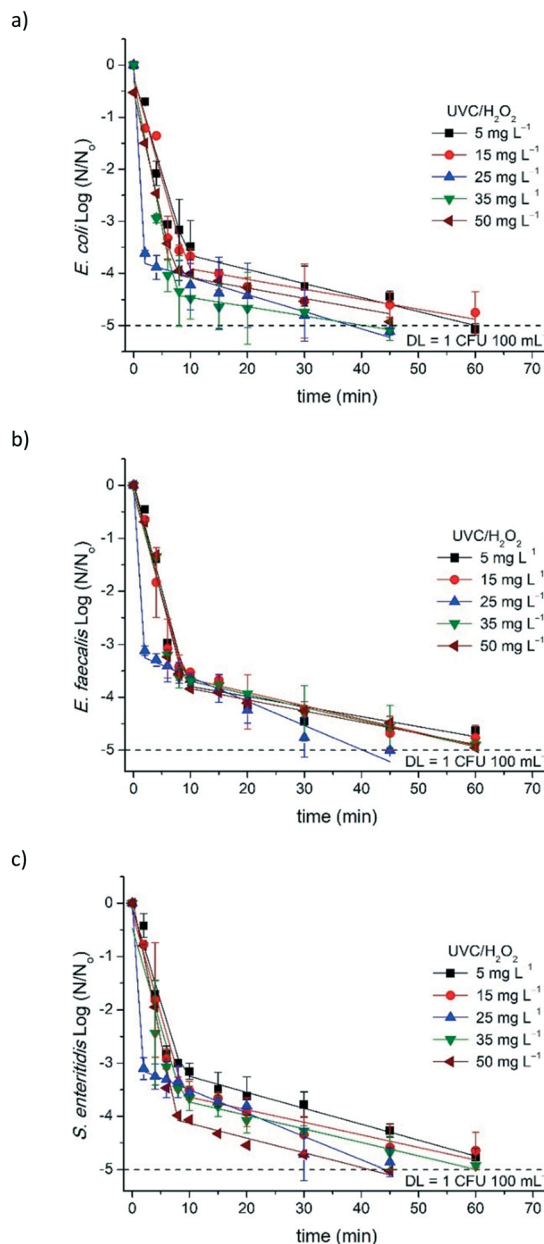 a)
0
-1
-2
-3
-4
-5
E. coli Log (N/N₀)
UVC/H₂O₂
5 mg L⁻¹
15 mg L⁻¹
25 mg L⁻¹
35 mg L⁻¹
50 mg L⁻¹
DL = 1 CFU 100 mL⁻
0 10 20 30 40 50 60 70
time (min)
b)
0
-1
-2
-3
-4
-5
E. faecalis Log (N/N₀)
UVC/H₂O₂
5 mg L ¹
15 mg L⁻¹
25 mg L⁻¹
35 mg L⁻¹
50 mg L⁻¹
DL = 1 CFU 100 mL⁻
0 10 20 30 40 50 60 70
time (min)
c)
0
-1
-2
-3
-4
-5
S. enteritidis Log (N/N₀)
UVC/H₂O₂
5 mg L ¹
15 mg L⁻¹
25 mg L⁻¹
35 mg L⁻¹
50 mg L⁻¹
DL = 1 CFU 100 mL⁻
0 10 20 30 40 50 60 70
time (min)